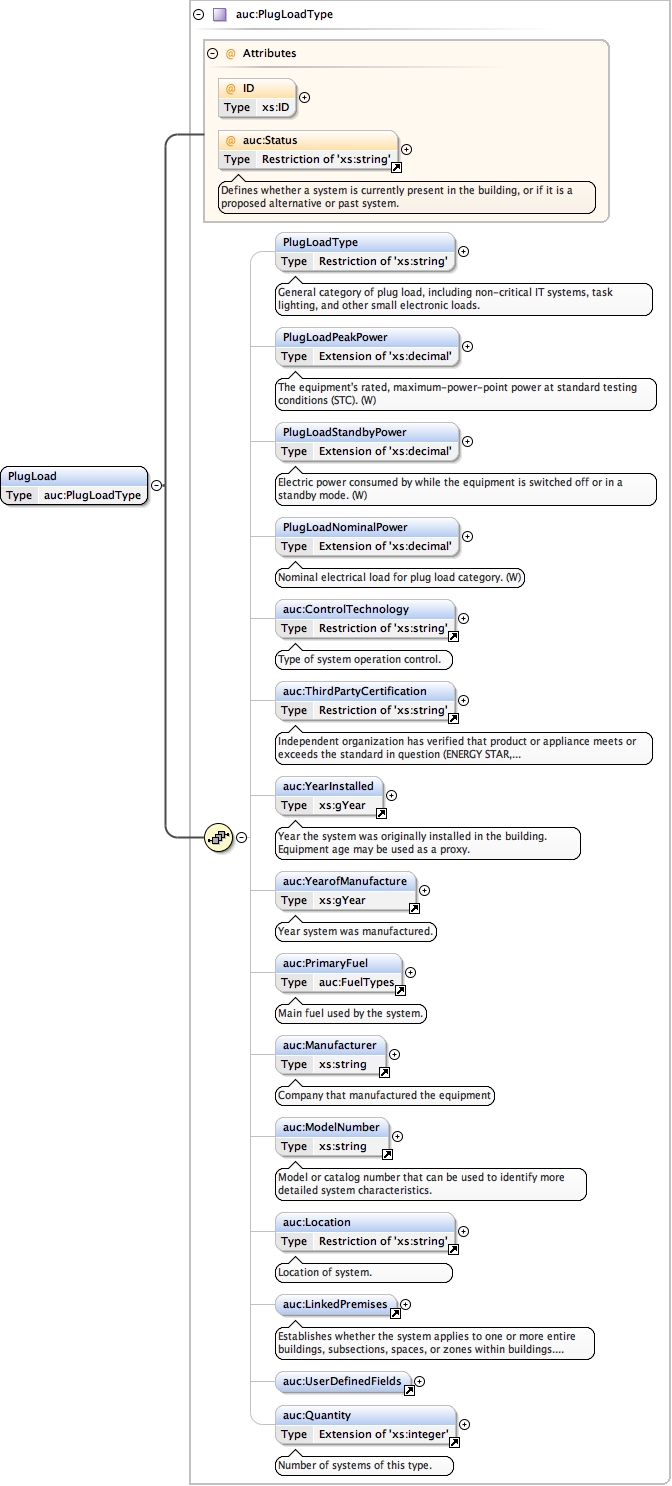 auc:PlugLoadType
@ Attributes
@ ID
Type xs:ID
@ auc:Status
Type Restriction of 'xs:string'
Defines whether a system is currently present in the building, or if it is a
proposed alternative or past system.
PlugLoadType
Type Restriction of 'xs:string'
General category of plug load, including non-critical IT systems, task
lighting, and other small electronic loads.
PlugLoadPeakPower
Type Extension of 'xs:decimal'
The equipment's rated, maximum-power-point power at standard testing
conditions (STC). (W)
PlugLoadStandbyPower
Type Extension of 'xs:decimal'
Electric power consumed by while the equipment is switched off or in a
standby mode. (W)
PlugLoad
Type auc:PlugLoadType
PlugLoadNominalPower
Type Extension of 'xs:decimal'
Nominal electrical load for plug load category. (W)
auc:ControlTechnology
Type Restriction of 'xs:string'
Type of system operation control.
auc:ThirdPartyCertification
Type Restriction of 'xs:string'
Independent organization has verified that product or appliance meets or
exceeds the standard in question (ENERGY STAR,...
auc:YearInstalled
Type xs:gYear
Year the system was originally installed in the building.
Equipment age may be used as a proxy.
auc:YearofManufacture
Type xs:gYear
Year system was manufactured.
auc:PrimaryFuel
Type auc:FuelTypes
Main fuel used by the system.
auc:Manufacturer
Type xs:string
Company that manufactured the equipment
auc:ModelNumber
Type xs:string
Model or catalog number that can be used to identify more
detailed system characteristics.
auc:Location
Type Restriction of 'xs:string'
Location of system.
auc:LinkedPremises
Establishes whether the system applies to one or more entire
buildings, subsections, spaces, or zones within buildings....
auc:UserDefinedFields
auc:Quantity
Type Extension of 'xs:integer'
Number of systems of this type.